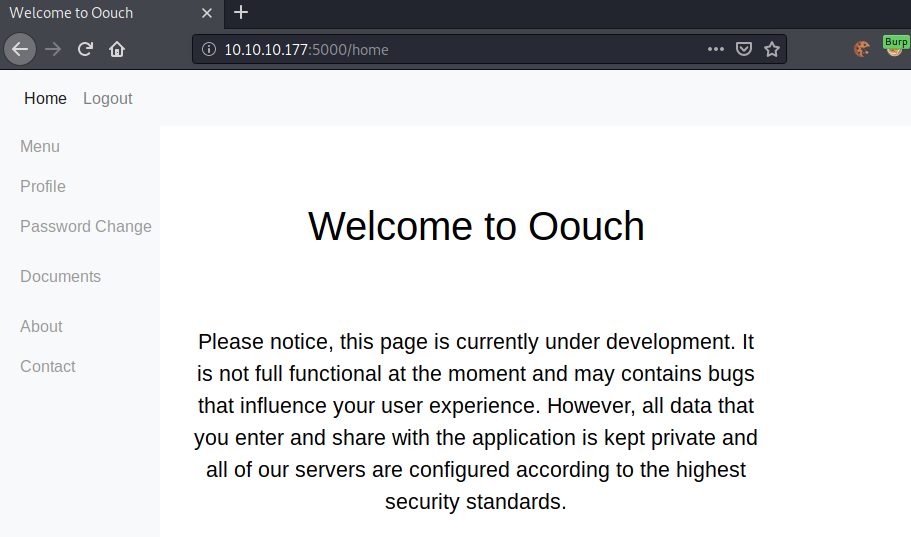 Welcome to Oouch
10.10.10.177:5000/home
Burp
Home Logout
Menu
Profile
Password Change
Documents
About
Contact
Welcome to Oouch
Please notice, this page is currently under development. It
is not full functional at the moment and may contains bugs
that influence your user experience. However, all data that
you enter and share with the application is kept private and
all of our servers are configured according to the highest
security standards.